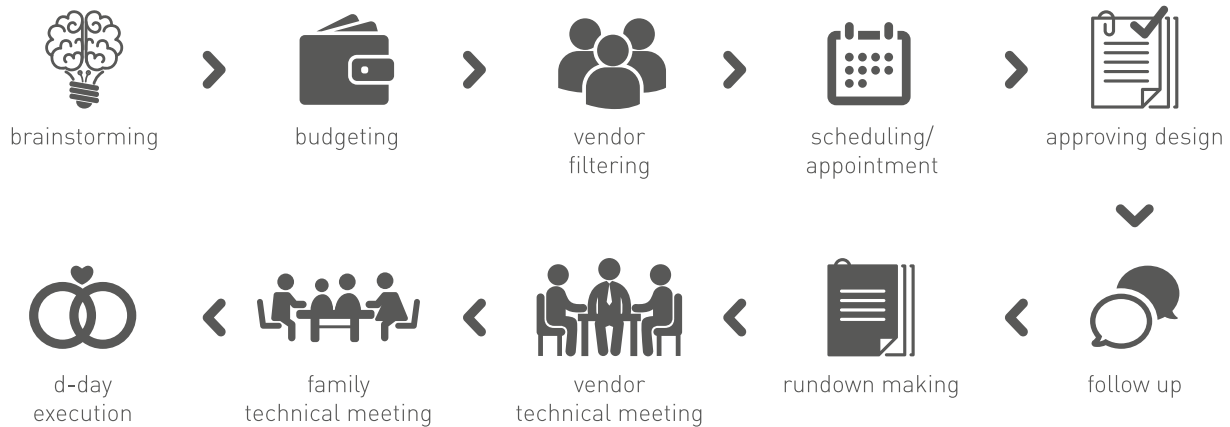 brainstorming
budgeting
vendor
filtering
scheduling/
appointment
approving design
follow up
rundown making
vendor
technical meeting
family
technical meeting
d-day
execution